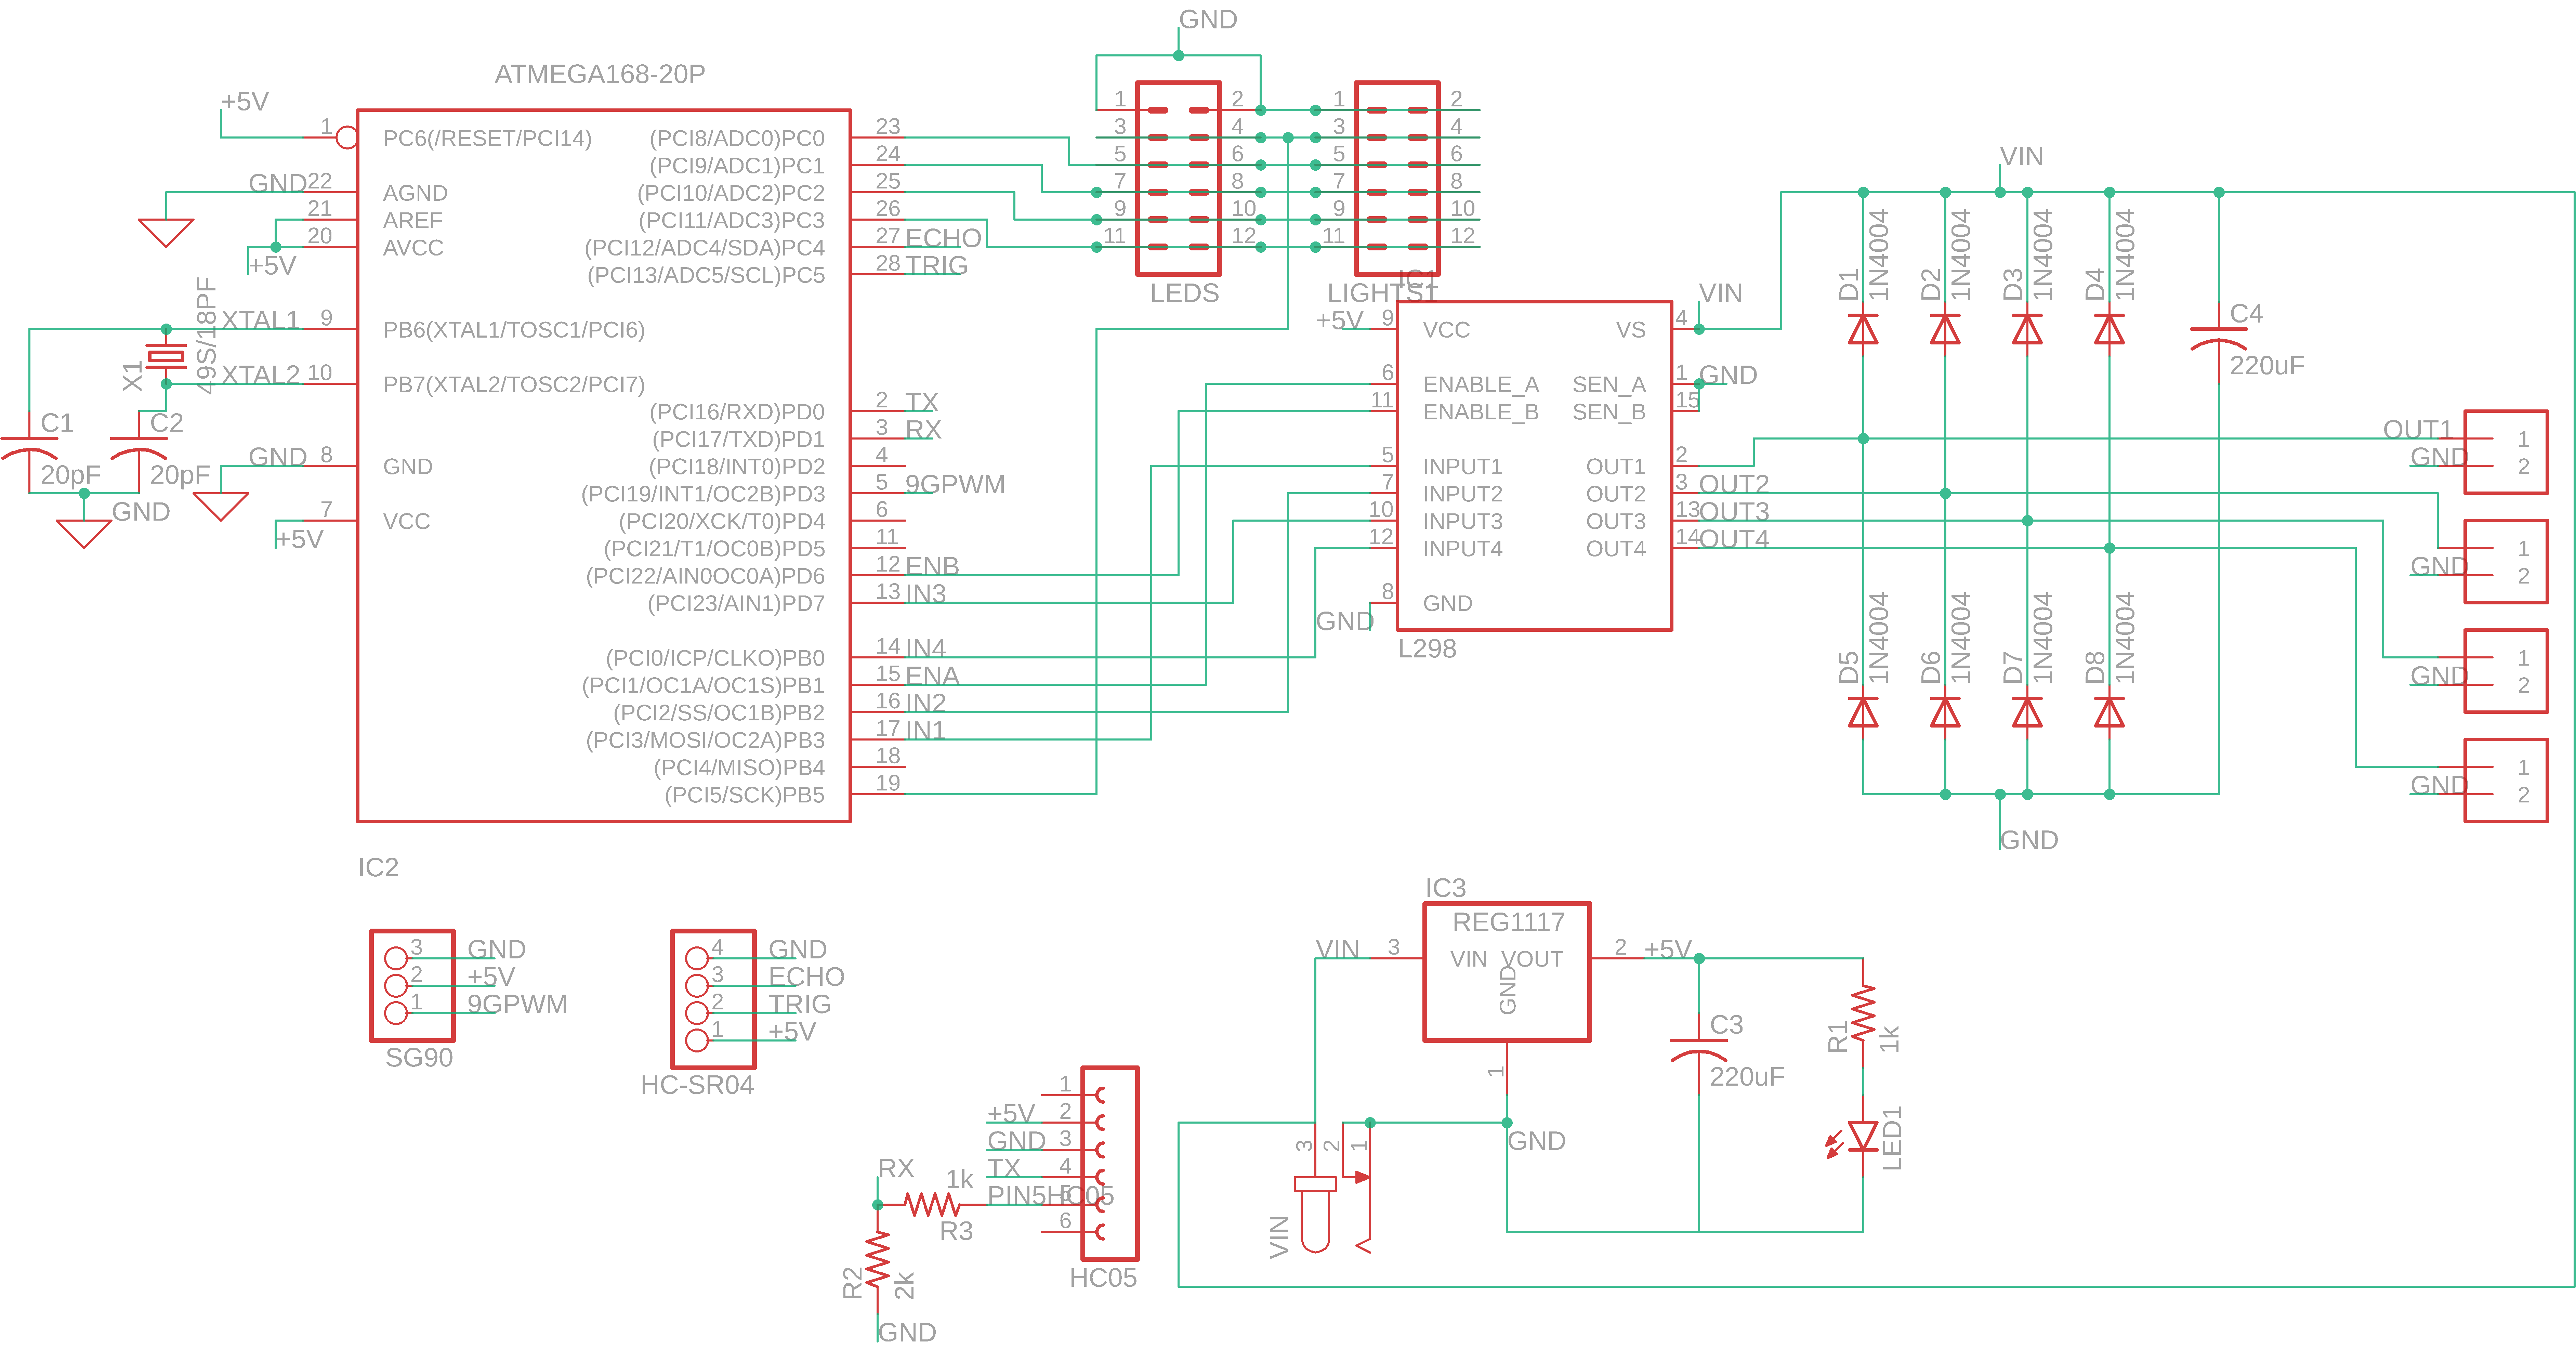 GND
ATMEGA168-20P
+5V
1
PC6(/RESET/PCI14)
GND
22
AGND
21
AREF
20
AVCC
+5V
XTAL1
9
PB6(XTAL1/TOSC1/PCI6)
X1
49S/18PF
XTAL2
10
PB7(XTAL2/TOSC2/PCI7)
C1
20pF
C2
20pF
GND
GND
8
GND
7
VCC
+5V
(PCI8/ADC0)PC0
23
(PCI9/ADC1)PC1
24
(PCI10/ADC2)PC2
25
(PCI11/ADC3)PC3
26
(PCI12/ADC4/SDA)PC4
27
ECHO
(PCI13/ADC5/SCL)PC5
28
TRIG
(PCI16/RXD)PD0
2
TX
(PCI17/TXD)PD1
3
RX
(PCI18/INT0)PD2
4
(PCI19/INT1/OC2B)PD3
5
9GPWM
(PCI20/XCK/T0)PD4
6
(PCI21/T1/OC0B)PD5
11
(PCI22/AIN0OC0A)PD6
12
ENB
(PCI23/AIN1)PD7
13
IN3
(PCI0/ICP/CLKO)PB0
14
IN4
(PCI1/OC1A/OC1S)PB1
15
ENA
(PCI2/SS/OC1B)PB2
16
IN2
(PCI3/MOSI/OC2A)PB3
17
IN1
(PCI4/MISO)PB4
18
(PCI5/SCK)PB5
19
IC2
1 2
3 4
5 6
7 8
9 10
11 12
LEDS
1 2
3 4
5 6
7 8
9 10
11 12
LIGHTS1
IC1
+5V
9
VCC
6
ENABLE_A
11
ENABLE_B
5
INPUT1
7
INPUT2
10
INPUT3
12
INPUT4
8
GND
GND
L298
VS
4
VIN
SEN_A
1
GND
SEN_B
15
OUT1
2
OUT2
3
OUT2
OUT3
13
OUT3
OUT4
14
OUT4
VIN
D1
1N4004
D2
1N4004
D3
1N4004
D4
1N4004
C4
220uF
D5
1N4004
D6
1N4004
D7
1N4004
D8
1N4004
GND
OUT1
1
GND
2
1
GND
2
1
GND
2
1
GND
2
3
GND
2
+5V
1
9GPWM
SG90
4
GND
3
ECHO
2
TRIG
1
+5V
HC-SR04
1
+5V
2
GND
3
TX
4
PIN5HC05
5
6
HC05
RX
1k
R3
R2
2k
GND
IC3
REG1117
VIN
3
VIN
VOUT
GND
2
+5V
1
GND
3
2
1
VIN
C3
220uF
R1
1k
LED1